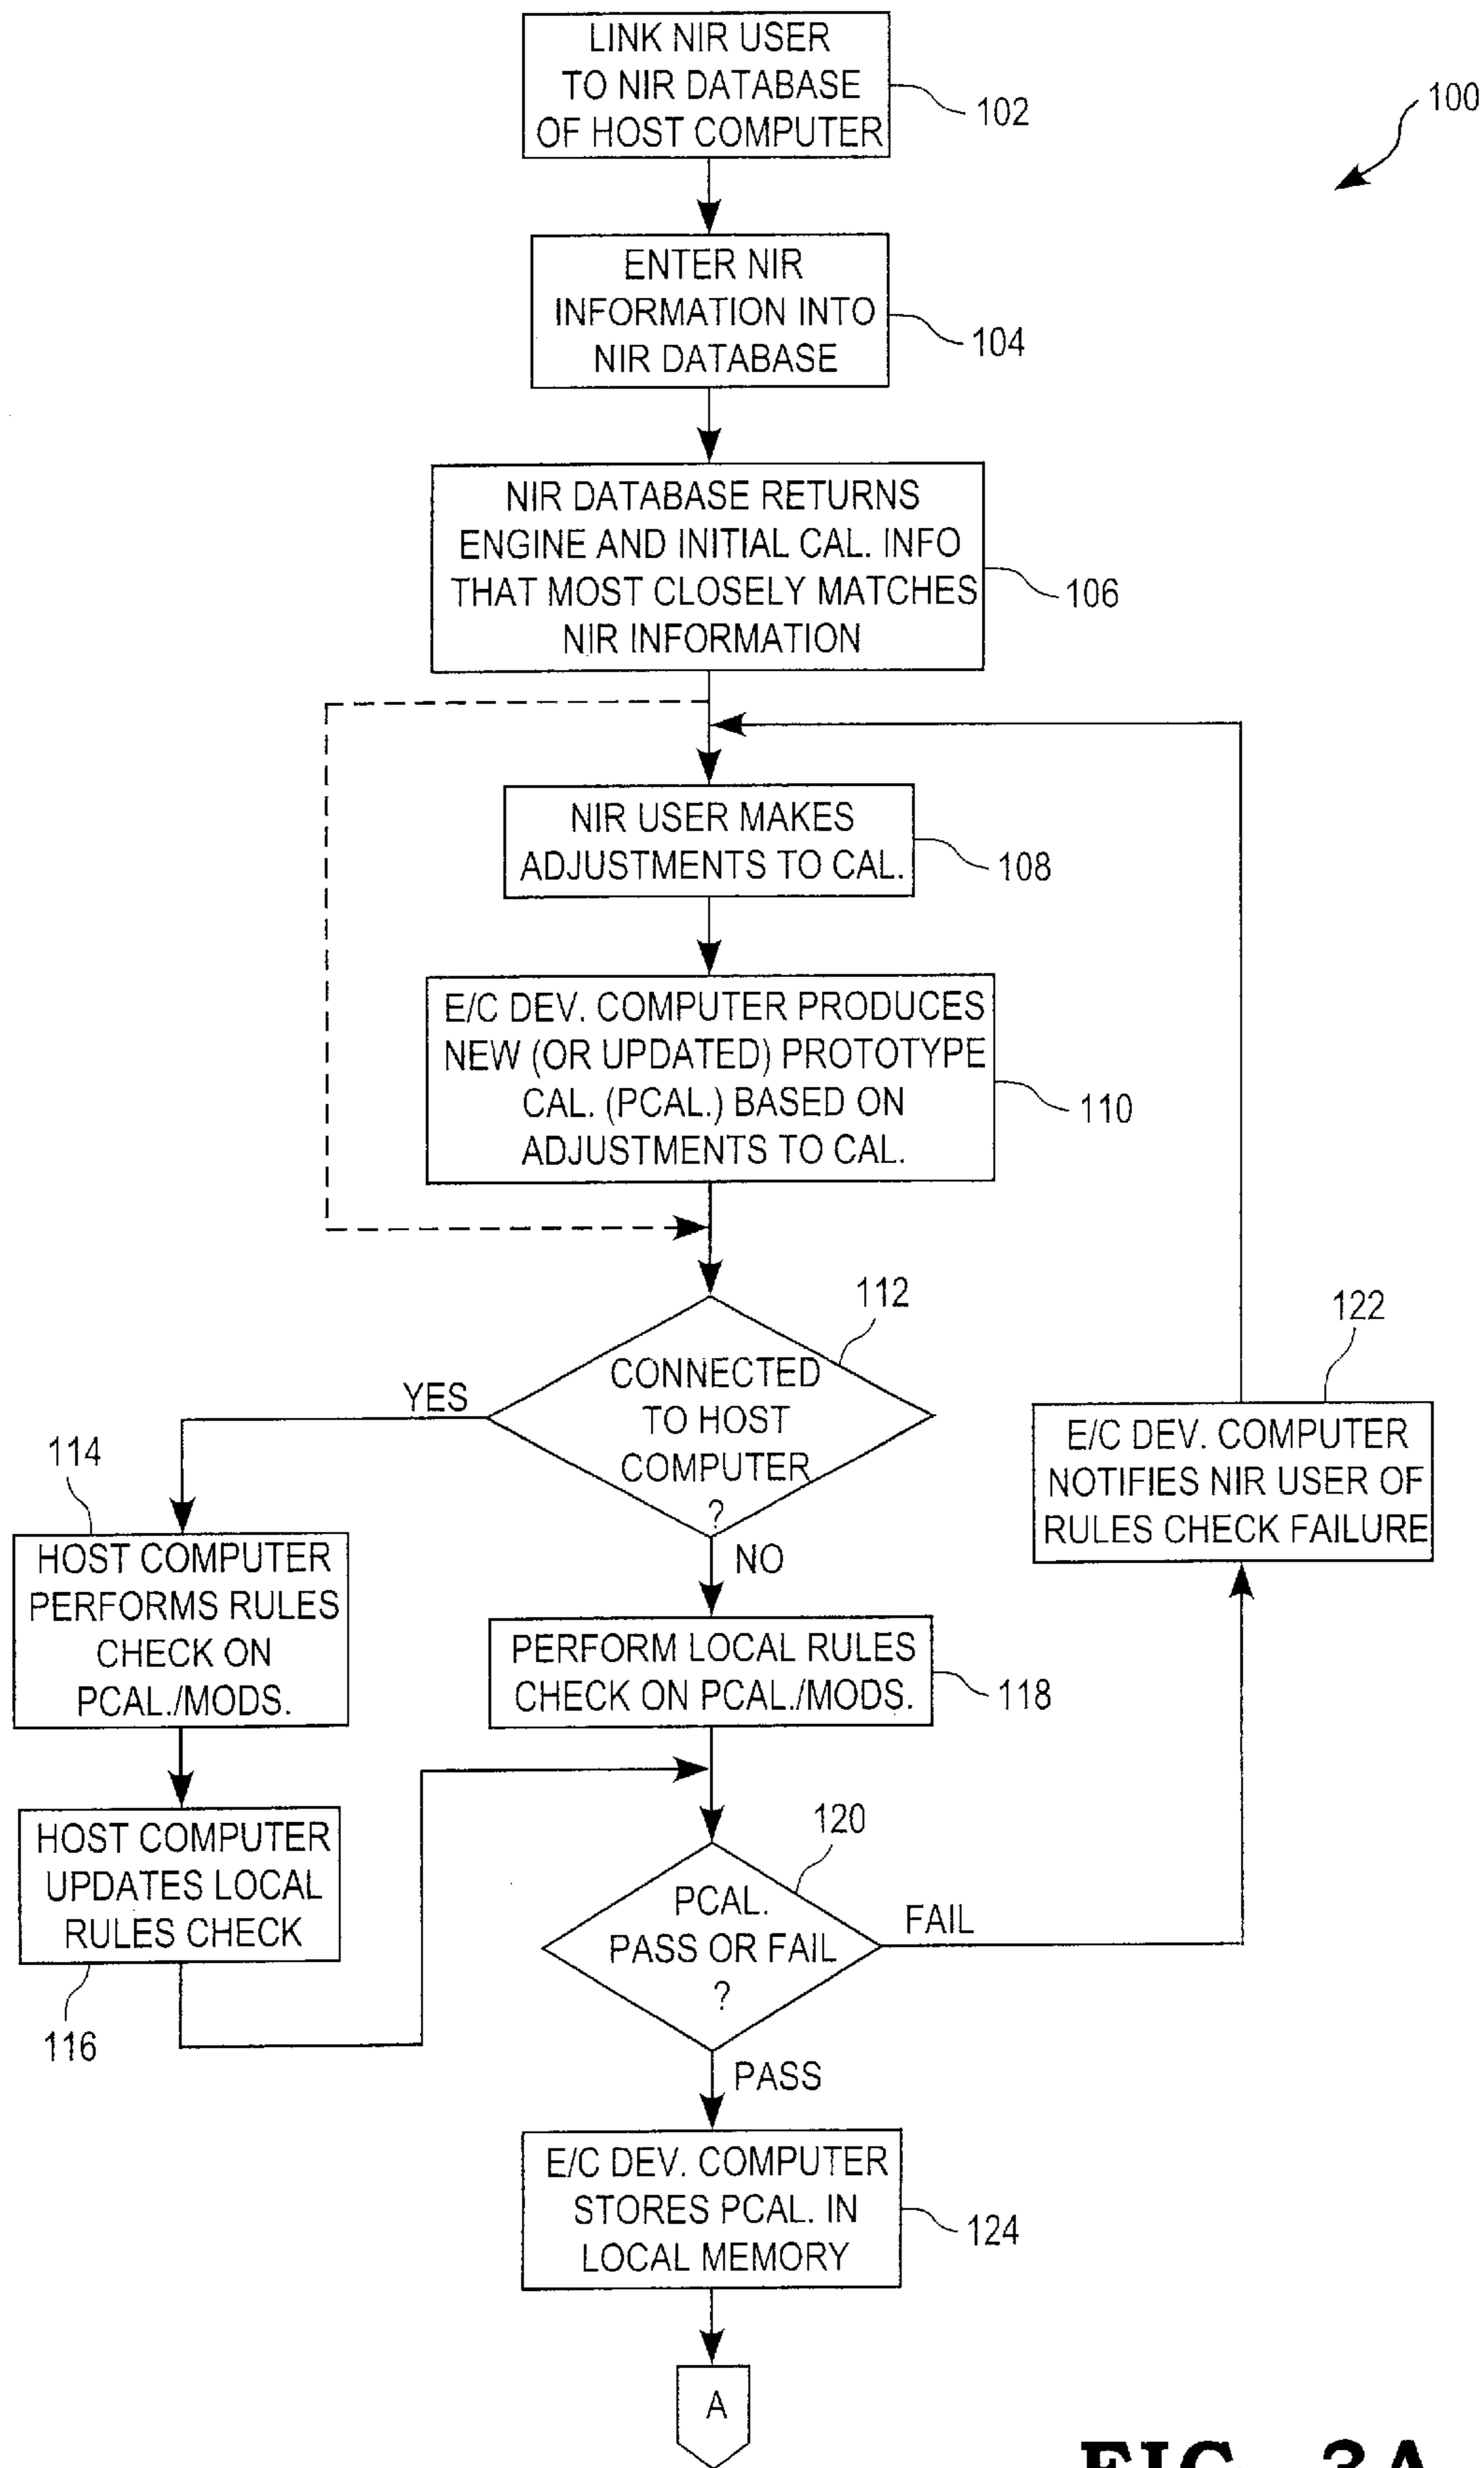 LINK NIR USER
TO NIR DATABASE
OF HOST COMPUTER
102
100
ENTER NIR
INFORMATION INTO
NIR DATABASE
104
NIR DATABASE RETURNS
ENGINE AND INITIAL CAL. INFO
THAT MOST CLOSELY MATCHES
NIR INFORMATION
106
NIR USER MAKES
ADJUSTMENTS TO CAL.
108
E/C DEV. COMPUTER PRODUCES
NEW (OR UPDATED) PROTOTYPE
CAL. (PCAL.) BASED ON
ADJUSTMENTS TO CAL.
110
112
CONNECTED
TO HOST
COMPUTER
?
YES
NO
114
HOST COMPUTER
PERFORMS RULES
CHECK ON
PCAL./MODS.
HOST COMPUTER
UPDATES LOCAL
RULES CHECK
116
PERFORM LOCAL RULES
CHECK ON PCAL./MODS.
118
120
PCAL.
PASS OR FAIL
?
FAIL
PASS
122
E/C DEV. COMPUTER
NOTIFIES NIR USER OF
RULES CHECK FAILURE
E/C DEV. COMPUTER
STORES PCAL. IN
LOCAL MEMORY
124
A
FIG. 3A